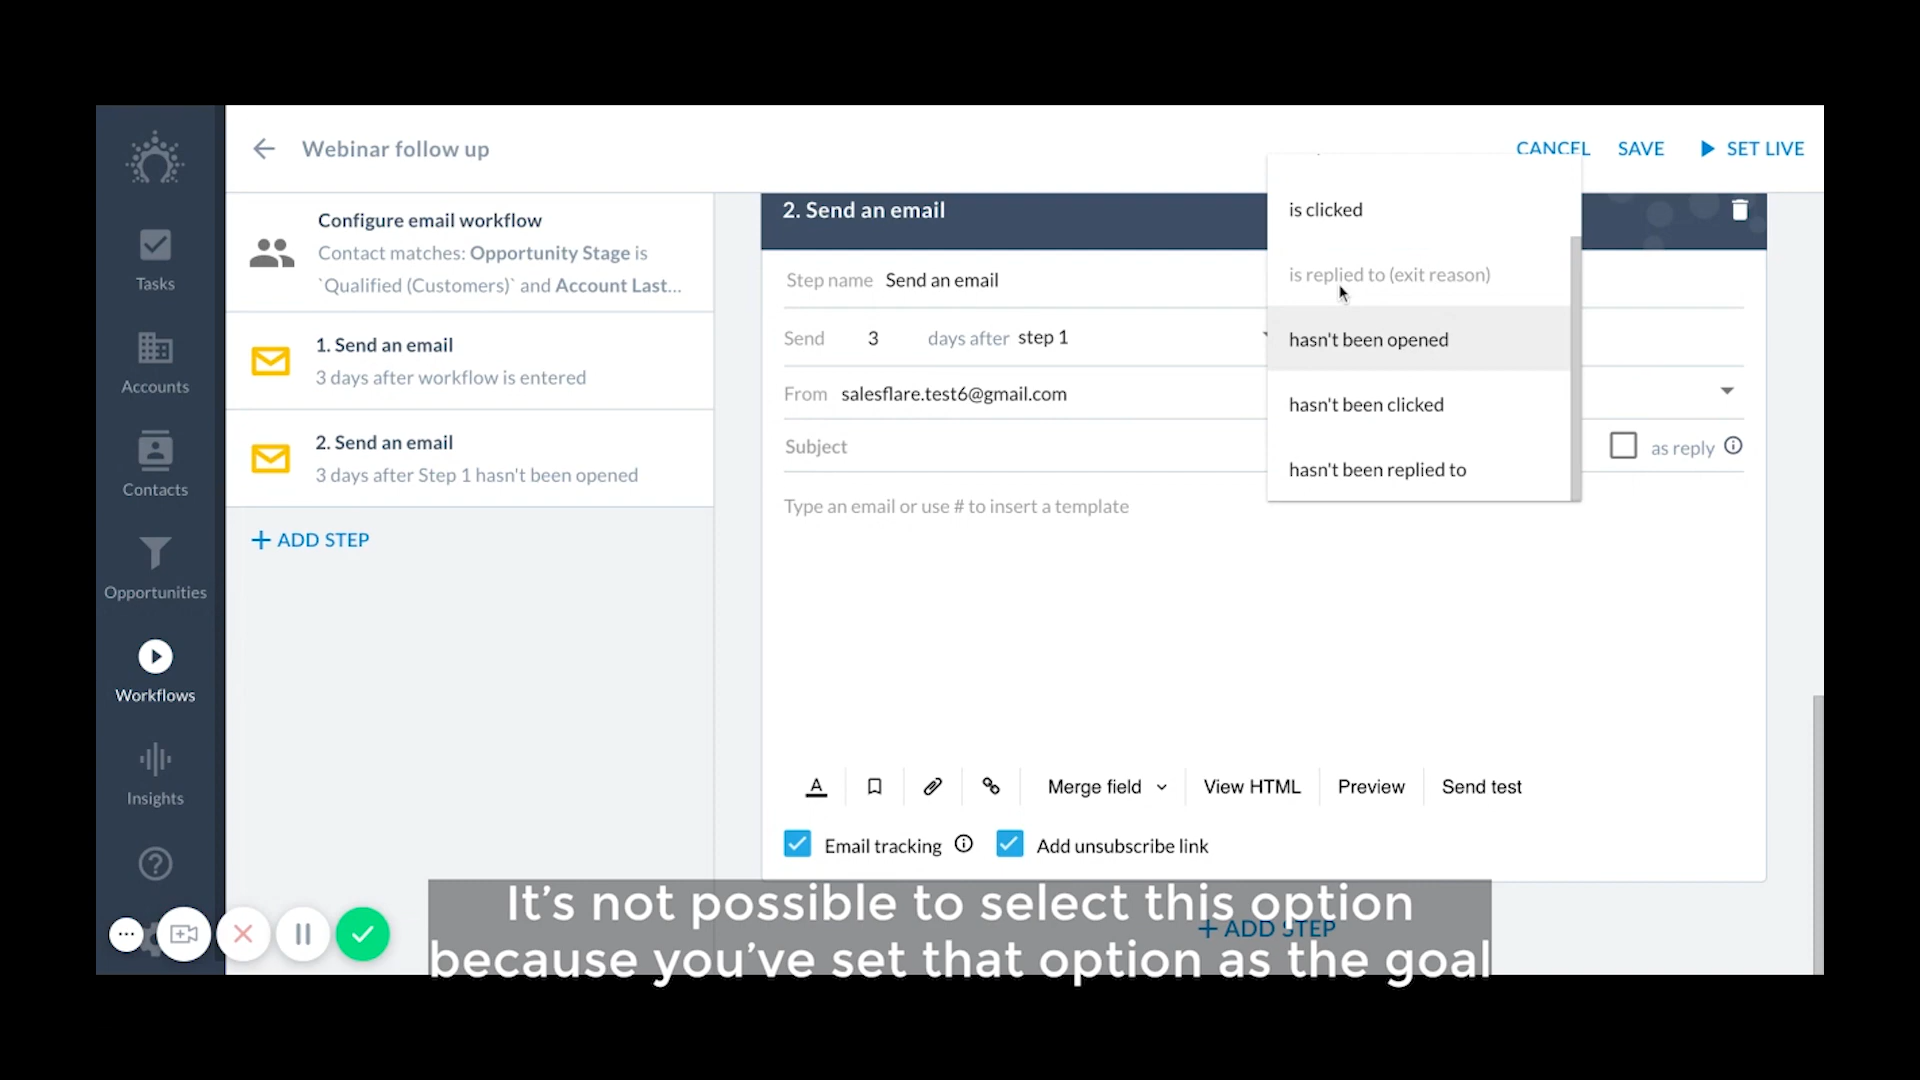 Webinar follow up
CANCEL
SAVE
SET LIVE
Tasks
Accounts
Contacts
Opportunities
Workflows
Insights
Configure email workflow
Contact matches: Opportunity Stage is
`Qualified (Customers)` and Account Last...
1. Send an email
3 days after workflow is entered
2. Send an email
3 days after Step 1 hasn't been opened
+ ADD STEP
2. Send an email
Step name Send an email
Send 3 days after step 1
From salesflare.test6@gmail.com
Subject
as reply
Type an email or use # to insert a template
is clicked
is replied to (exit reason)
hasn't been opened
hasn't been clicked
hasn't been replied to
A
Merge field
View HTML
Preview
Send test
Email tracking
Add unsubscribe link
+ ADD STEP
It's not possible to select this option
because you've set that option as the goal